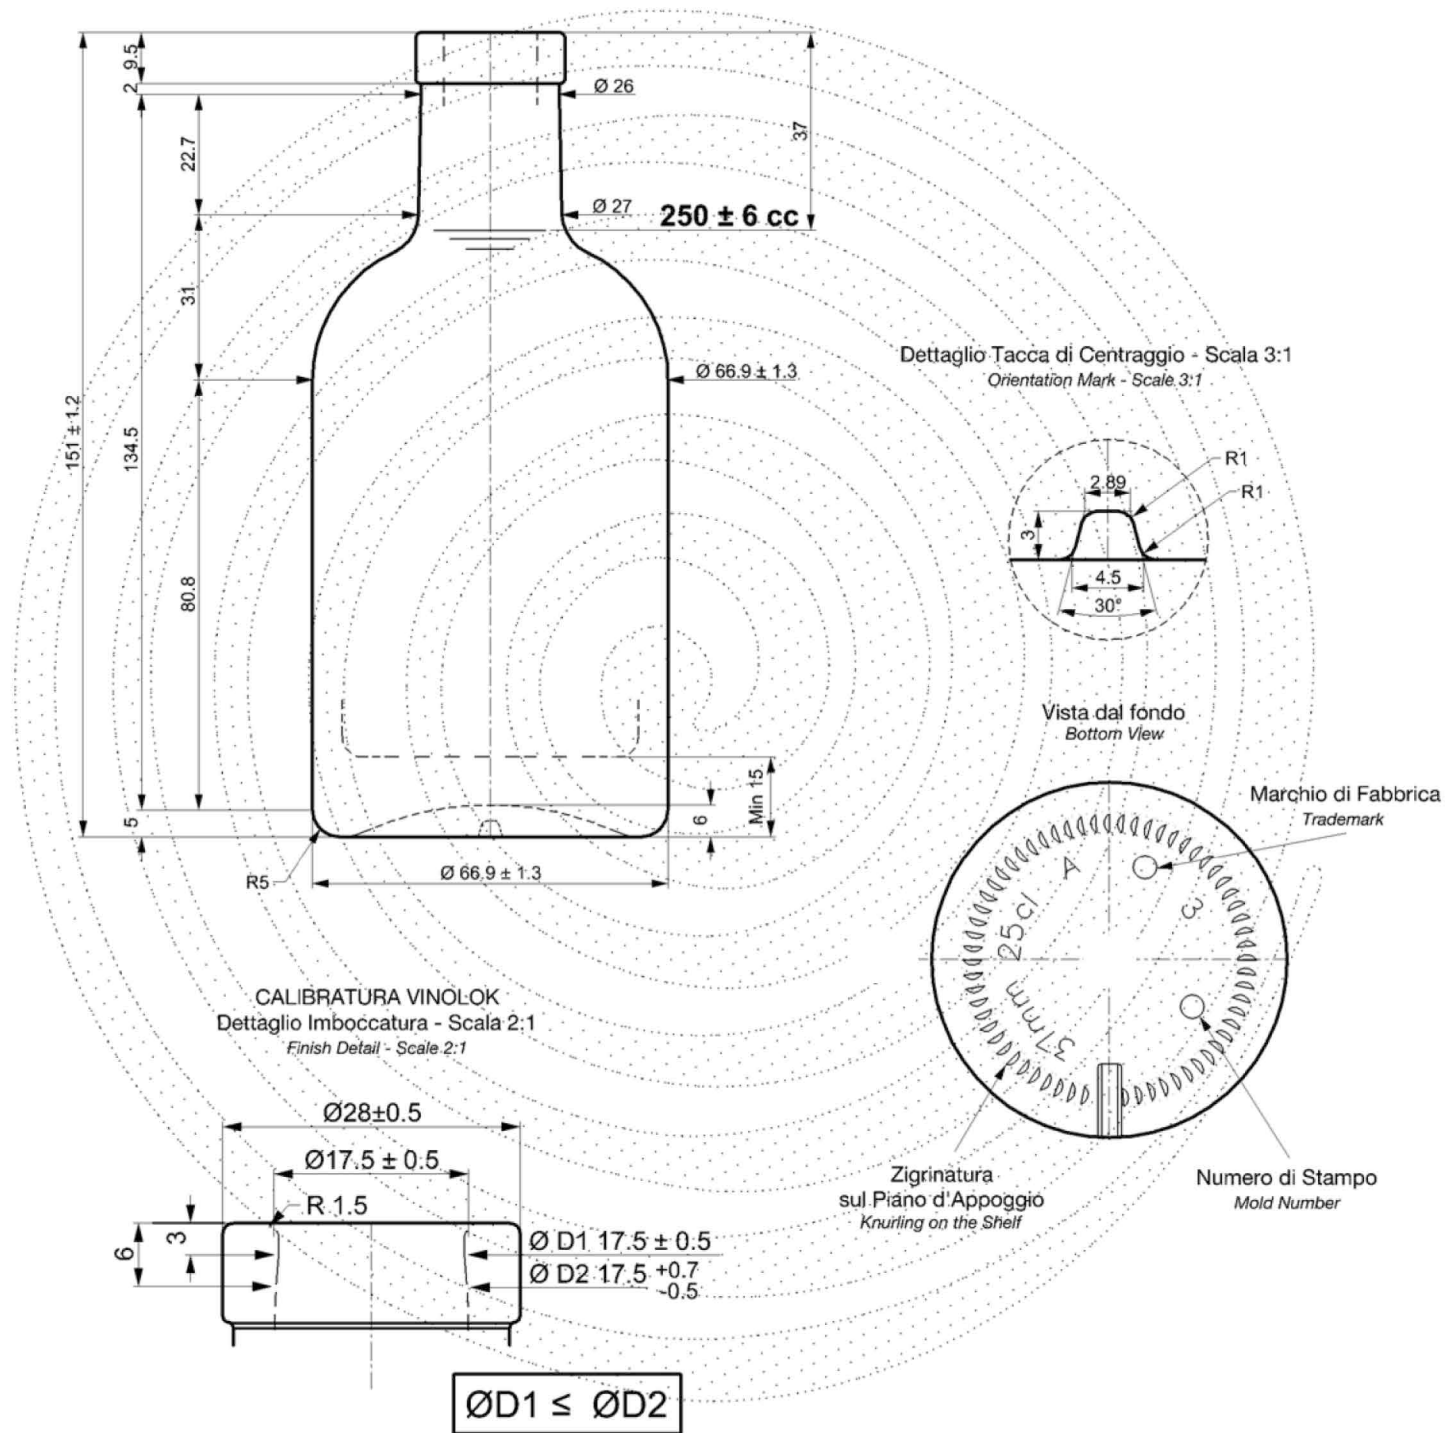 9.5
2
Ø 26
22.7
37
Ø 27
250 ± 6 cc
31
Ø 66.9 ± 1.3
151 ± 1.2
134.5
80.8
5
Min 15
6
R5
Ø 66.9 ± 1.3
Dettaglio Tacca di Centraggio - Scala 3:1
Orientation Mark - Scale 3:1
R1
2.89
R1
3
4.5
30°
Vista dal fondo
Bottom View
Marchio di Fabbrica
Trademark
A
3
25cl
37mm
Zigrinatura
sul Piano d'Appoggio
Knurling on the Shelf
Numero di Stampo
Mold Number
CALIBRATURA VINOLOK
Dettaglio Imboccatura - Scala 2:1
Finish Detail - Scale 2:1
Ø28±0.5
Ø17.5 ± 0.5
R 1.5
3
6
Ø D1 17.5 ± 0.5
Ø D2 17.5 +0.7
-0.5
ØD1 ≤ ØD2